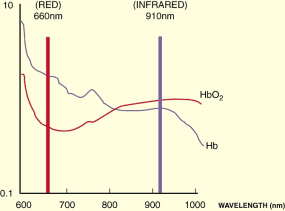 10
(RED)
660nm
(INFRARED)
910nm
HbO₂
Hb
0.1
600 700 800 900 1000 WAVELENGTH (nm)